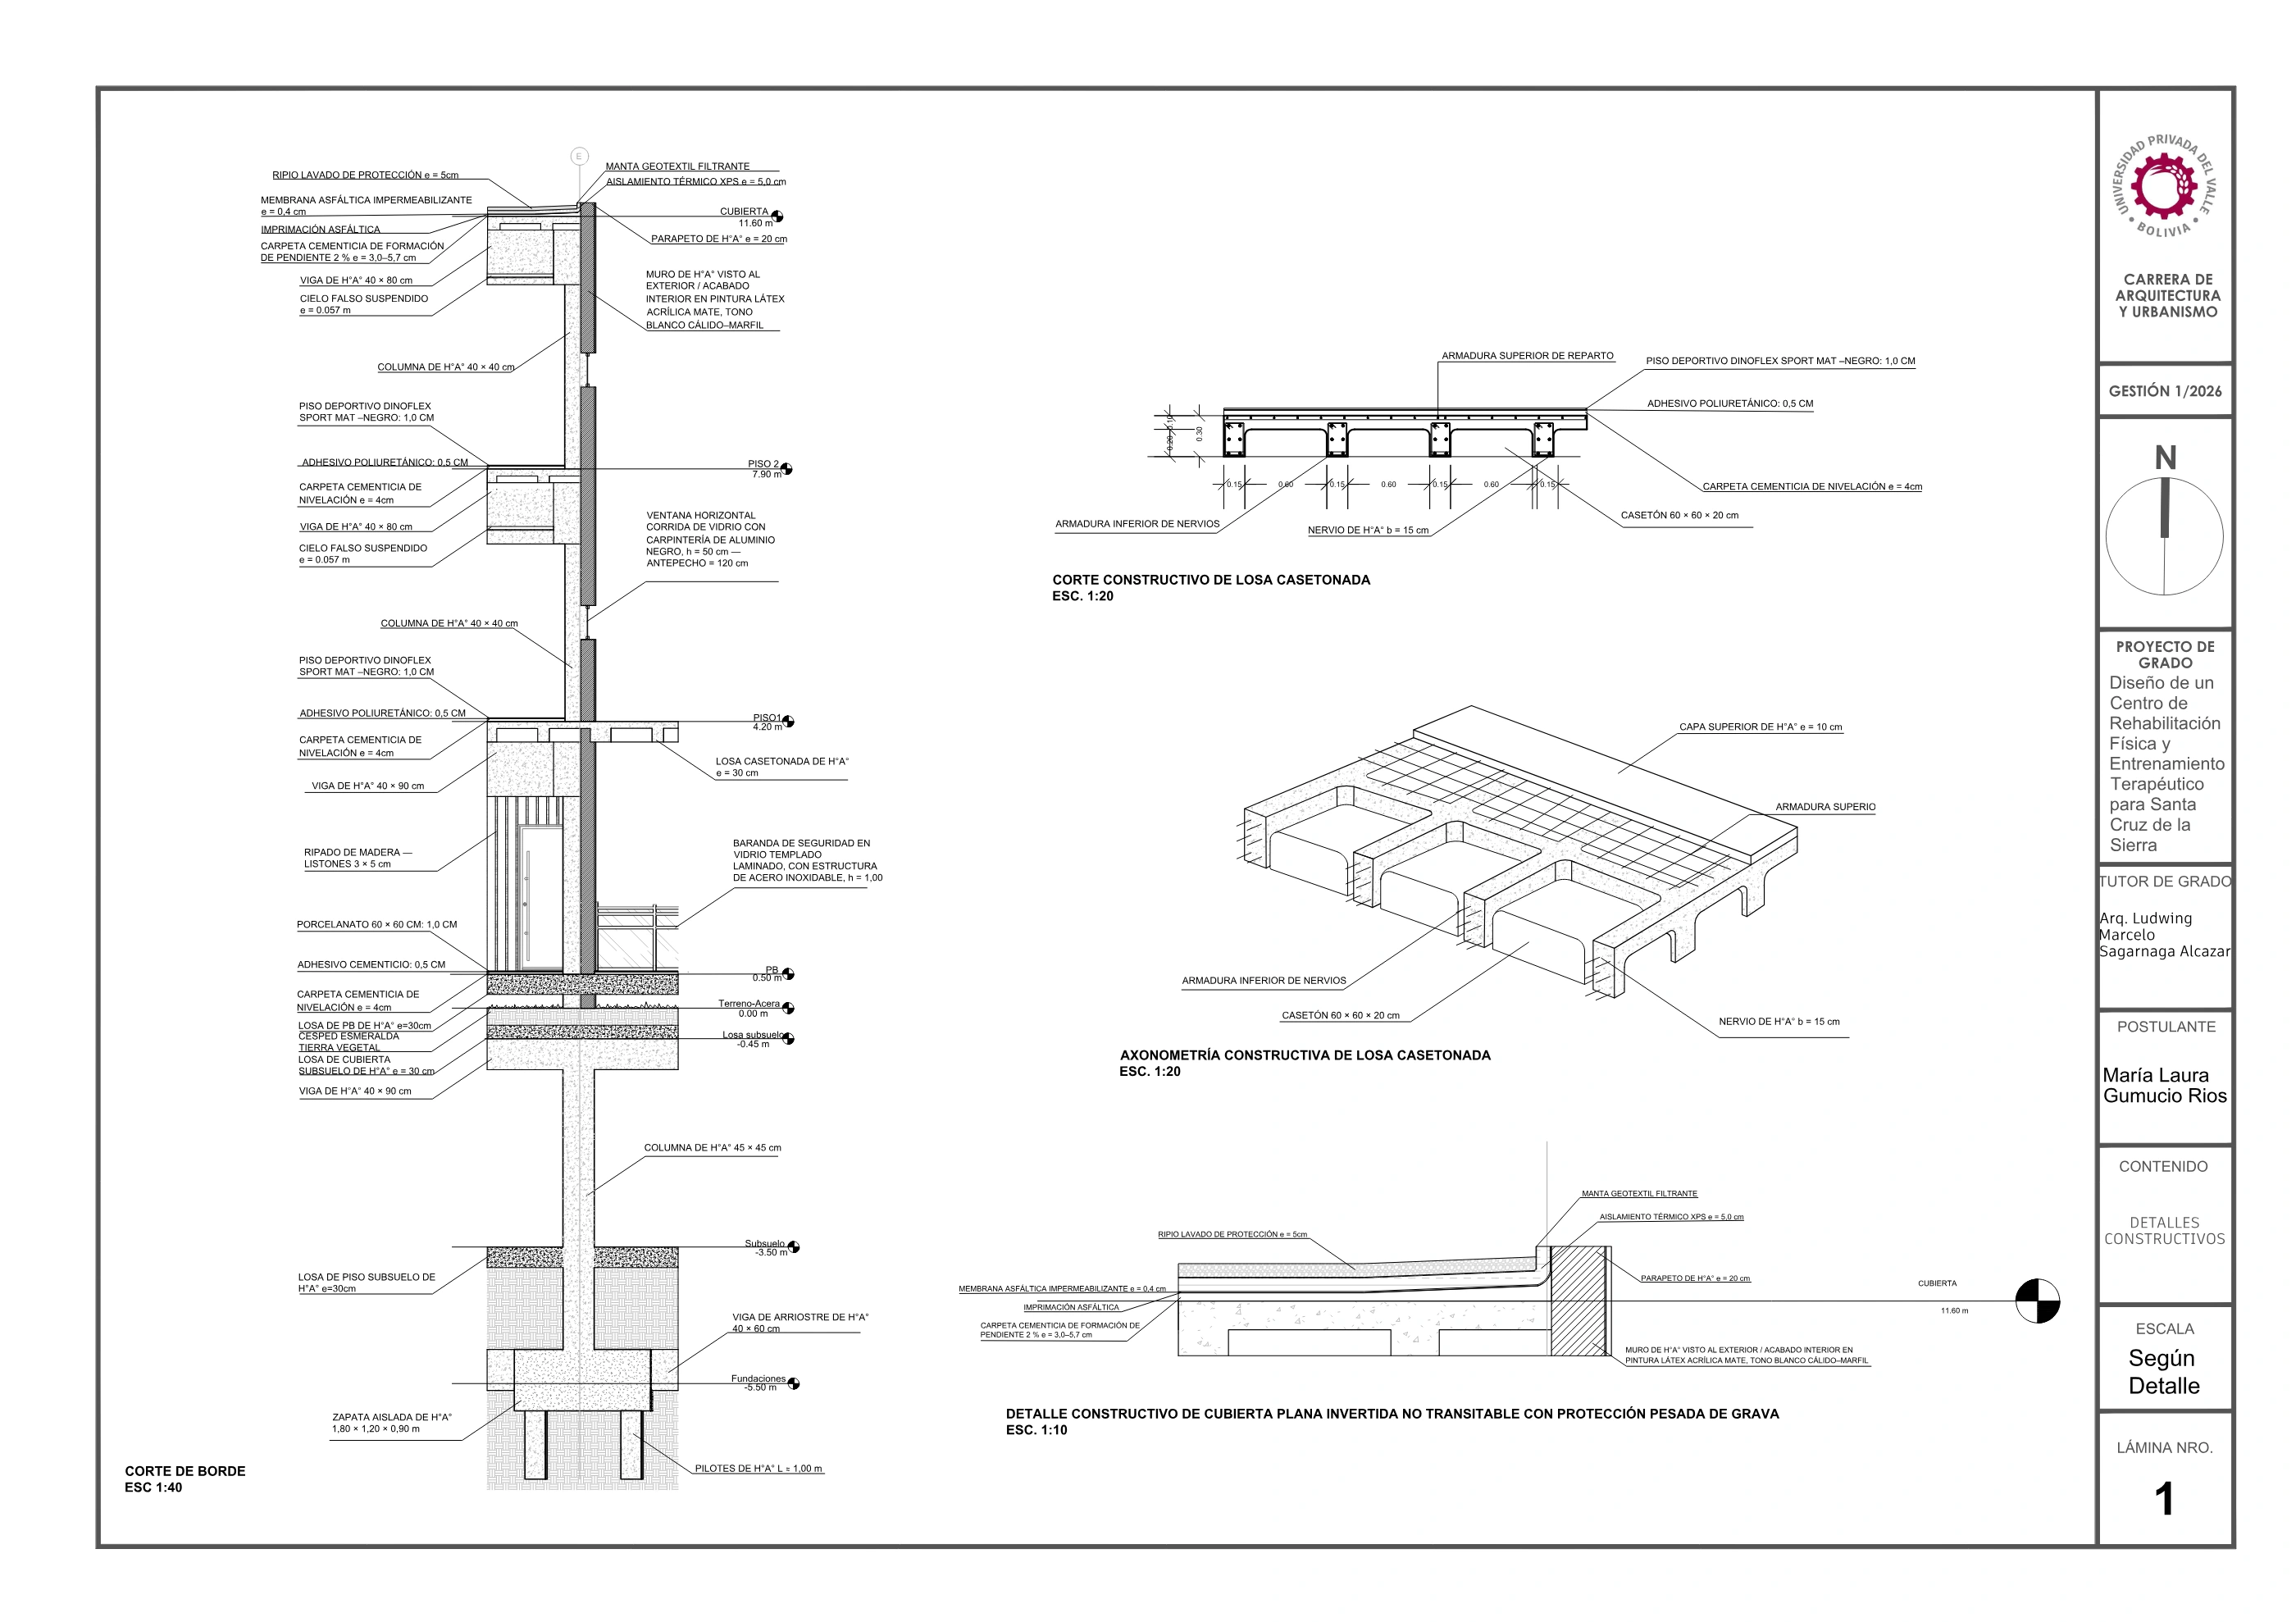 E
RIPIO LAVADO DE PROTECCIÓN e = 5cm
MEMBRANA ASFÁLTICA IMPERMEABILIZANTE
e = 0,4 cm
IMPRIMACIÓN ASFÁLTICA
CARPETA CEMENTICIA DE FORMACIÓN
DE PENDIENTE 2 % e = 3,0–5,7 cm
VIGA DE H°A° 40 × 80 cm
CIELO FALSO SUSPENDIDO
e = 0.057 m
COLUMNA DE H°A° 40 × 40 cm
PISO DEPORTIVO DINOFLEX
SPORT MAT –NEGRO: 1,0 CM
ADHESIVO POLIURETÁNICO: 0,5 CM
CARPETA CEMENTICIA DE
NIVELACIÓN e = 4cm
VIGA DE H°A° 40 × 80 cm
CIELO FALSO SUSPENDIDO
e = 0.057 m
COLUMNA DE H°A° 40 × 40 cm
PISO DEPORTIVO DINOFLEX
SPORT MAT –NEGRO: 1,0 CM
ADHESIVO POLIURETÁNICO: 0,5 CM
CARPETA CEMENTICIA DE
NIVELACIÓN e = 4cm
VIGA DE H°A° 40 × 90 cm
RIPADO DE MADERA —
LISTONES 3 × 5 cm
PORCELANATO 60 × 60 CM: 1,0 CM
ADHESIVO CEMENTICIO: 0,5 CM
CARPETA CEMENTICIA DE
NIVELACIÓN e = 4cm
LOSA DE PB DE H°A° e=30cm
CESPED ESMERALDA
TIERRA VEGETAL
LOSA DE CUBIERTA
SUBSUELO DE H°A° e = 30 cm
VIGA DE H°A° 40 × 90 cm
LOSA DE PISO SUBSUELO DE
H°A° e=30cm
ZAPATA AISLADA DE H°A°
1,80 × 1,20 × 0,90 m
MANTA GEOTEXTIL FILTRANTE
AISLAMIENTO TÉRMICO XPS e = 5,0 cm
CUBIERTA
11.60 m
PARAPETO DE H°A° e = 20 cm
MURO DE H°A° VISTO AL
EXTERIOR / ACABADO
INTERIOR EN PINTURA LÁTEX
ACRÍLICA MATE, TONO
BLANCO CÁLIDO–MARFIL
PISO 2
7.90 m
VENTANA HORIZONTAL
CORRIDA DE VIDRIO CON
CARPINTERÍA DE ALUMINIO
NEGRO, h = 50 cm —
ANTEPECHO = 120 cm
PISO1
4.20 m
LOSA CASETONADA DE H°A°
e = 30 cm
BARANDA DE SEGURIDAD EN
VIDRIO TEMPLADO
LAMINADO, CON ESTRUCTURA
DE ACERO INOXIDABLE, h = 1,00
PB
0.50 m
Terreno-Acera
0.00 m
Losa subsuelo
-0.45 m
COLUMNA DE H°A° 45 × 45 cm
Subsuelo
-3.50 m
VIGA DE ARRIOSTRE DE H°A°
40 × 60 cm
Fundaciones
-5.50 m
PILOTES DE H°A° L = 1,00 m
CORTE DE BORDE
ESC 1:40
ARMADURA SUPERIOR DE REPARTO
PISO DEPORTIVO DINOFLEX SPORT MAT –NEGRO: 1,0 CM
ADHESIVO POLIURETÁNICO: 0,5 CM
0.10
0.20
0.30
0.15
0.60
0.15
0.60
0.15
0.60
0.15
CARPETA CEMENTICIA DE NIVELACIÓN e = 4cm
CASETÓN 60 × 60 × 20 cm
ARMADURA INFERIOR DE NERVIOS
NERVIO DE H°A° b = 15 cm
CORTE CONSTRUCTIVO DE LOSA CASETONADA
ESC. 1:20
CAPA SUPERIOR DE H°A° e = 10 cm
ARMADURA SUPERIO
ARMADURA INFERIOR DE NERVIOS
CASETÓN 60 × 60 × 20 cm
NERVIO DE H°A° b = 15 cm
AXONOMETRÍA CONSTRUCTIVA DE LOSA CASETONADA
ESC. 1:20
MANTA GEOTEXTIL FILTRANTE
AISLAMIENTO TÉRMICO XPS e = 5,0 cm
RIPIO LAVADO DE PROTECCIÓN e = 5cm
PARAPETO DE H°A° e = 20 cm
MEMBRANA ASFÁLTICA IMPERMEABILIZANTE e = 0,4 cm
IMPRIMACIÓN ASFÁLTICA
CARPETA CEMENTICIA DE FORMACIÓN DE
PENDIENTE 2 % e = 3,0–5,7 cm
CUBIERTA
11.60 m
MURO DE H°A° VISTO AL EXTERIOR / ACABADO INTERIOR EN
PINTURA LÁTEX ACRÍLICA MATE, TONO BLANCO CÁLIDO–MARFIL
DETALLE CONSTRUCTIVO DE CUBIERTA PLANA INVERTIDA NO TRANSITABLE CON PROTECCIÓN PESADA DE GRAVA
ESC. 1:10
UNIVERSIDAD PRIVADA DEL VALLE
• BOLIVIA •
CARRERA DE
ARQUITECTURA
Y URBANISMO
GESTIÓN 1/2026
N
PROYECTO DE
GRADO
Diseño de un
Centro de
Rehabilitación
Física y
Entrenamiento
Terapéutico
para Santa
Cruz de la
Sierra
TUTOR DE GRADO
Arq. Ludwing
Marcelo
Sagarnaga Alcazar
POSTULANTE
María Laura
Gumucio Rios
CONTENIDO
DETALLES
CONSTRUCTIVOS
ESCALA
Según
Detalle
LÁMINA NRO.
1